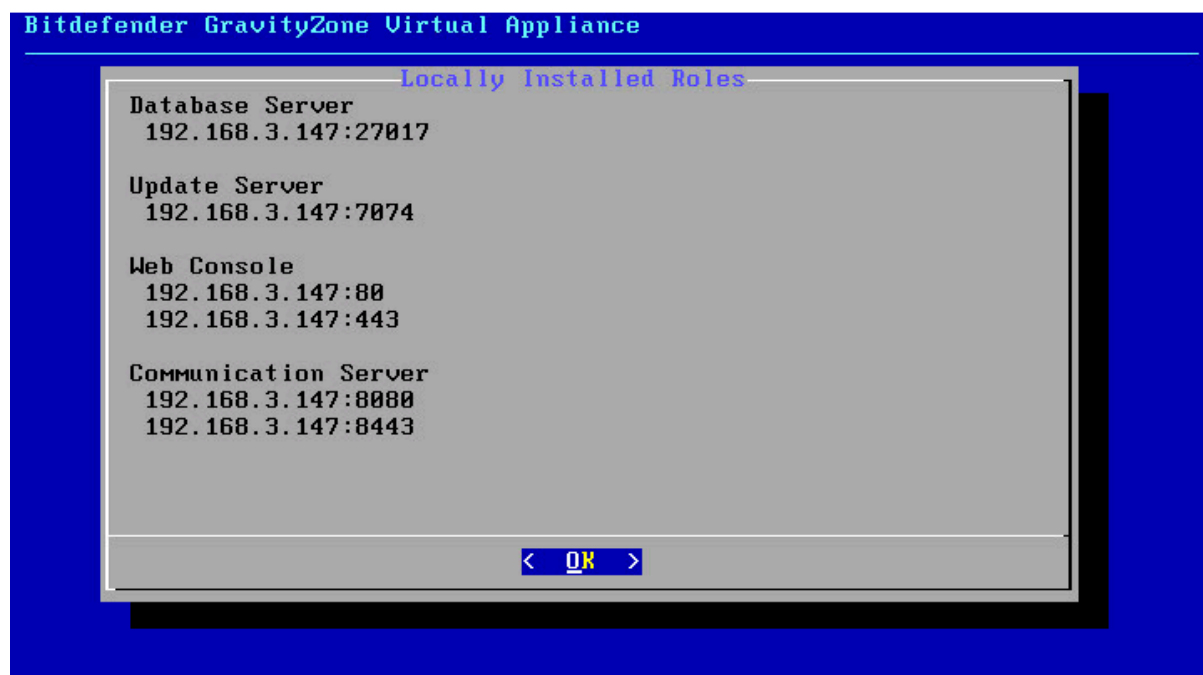 Bitdefender GravityZone Virtual Appliance
Locally Installed Roles
Database Server
192.168.3.147:27017
Update Server
192.168.3.147:7074
Web Console
192.168.3.147:80
192.168.3.147:443
Communication Server
192.168.3.147:8080
192.168.3.147:8443
< OK >